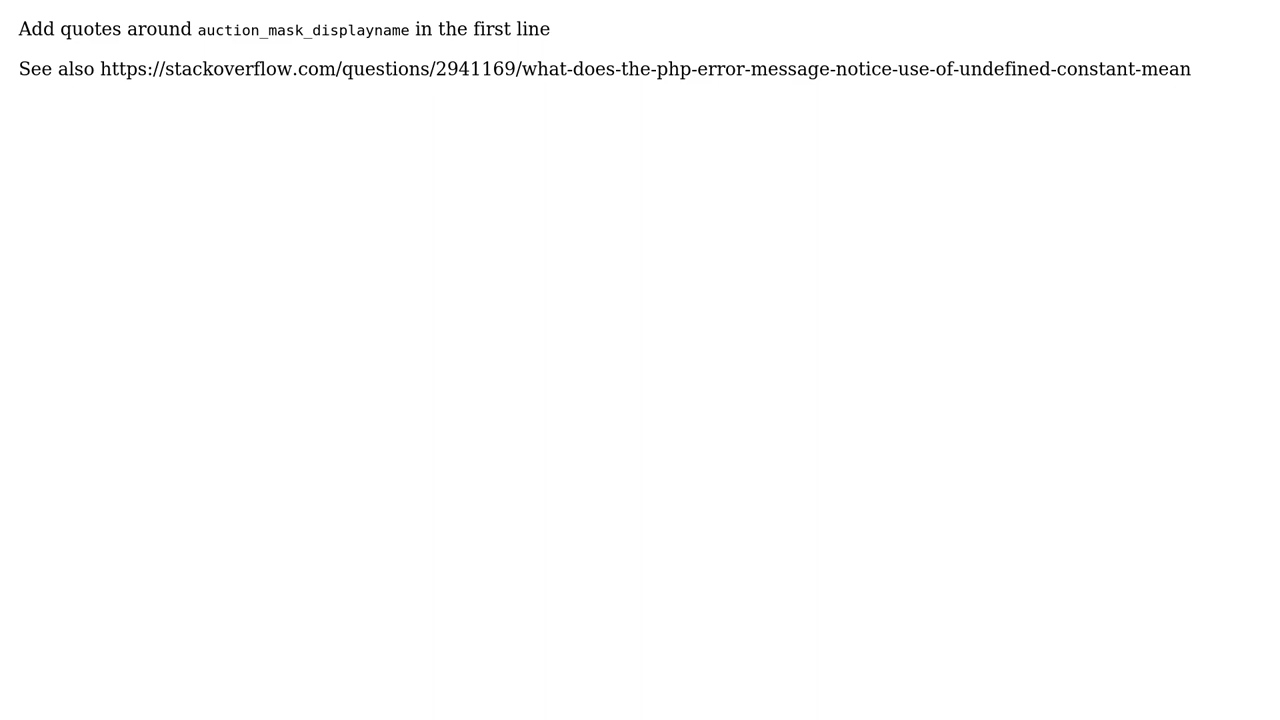 Add quotes around auction_mask_displayname in the first line
See also https://stackoverflow.com/questions/2941169/what-does-the-php-error-message-notice-use-of-undefined-constant-mean